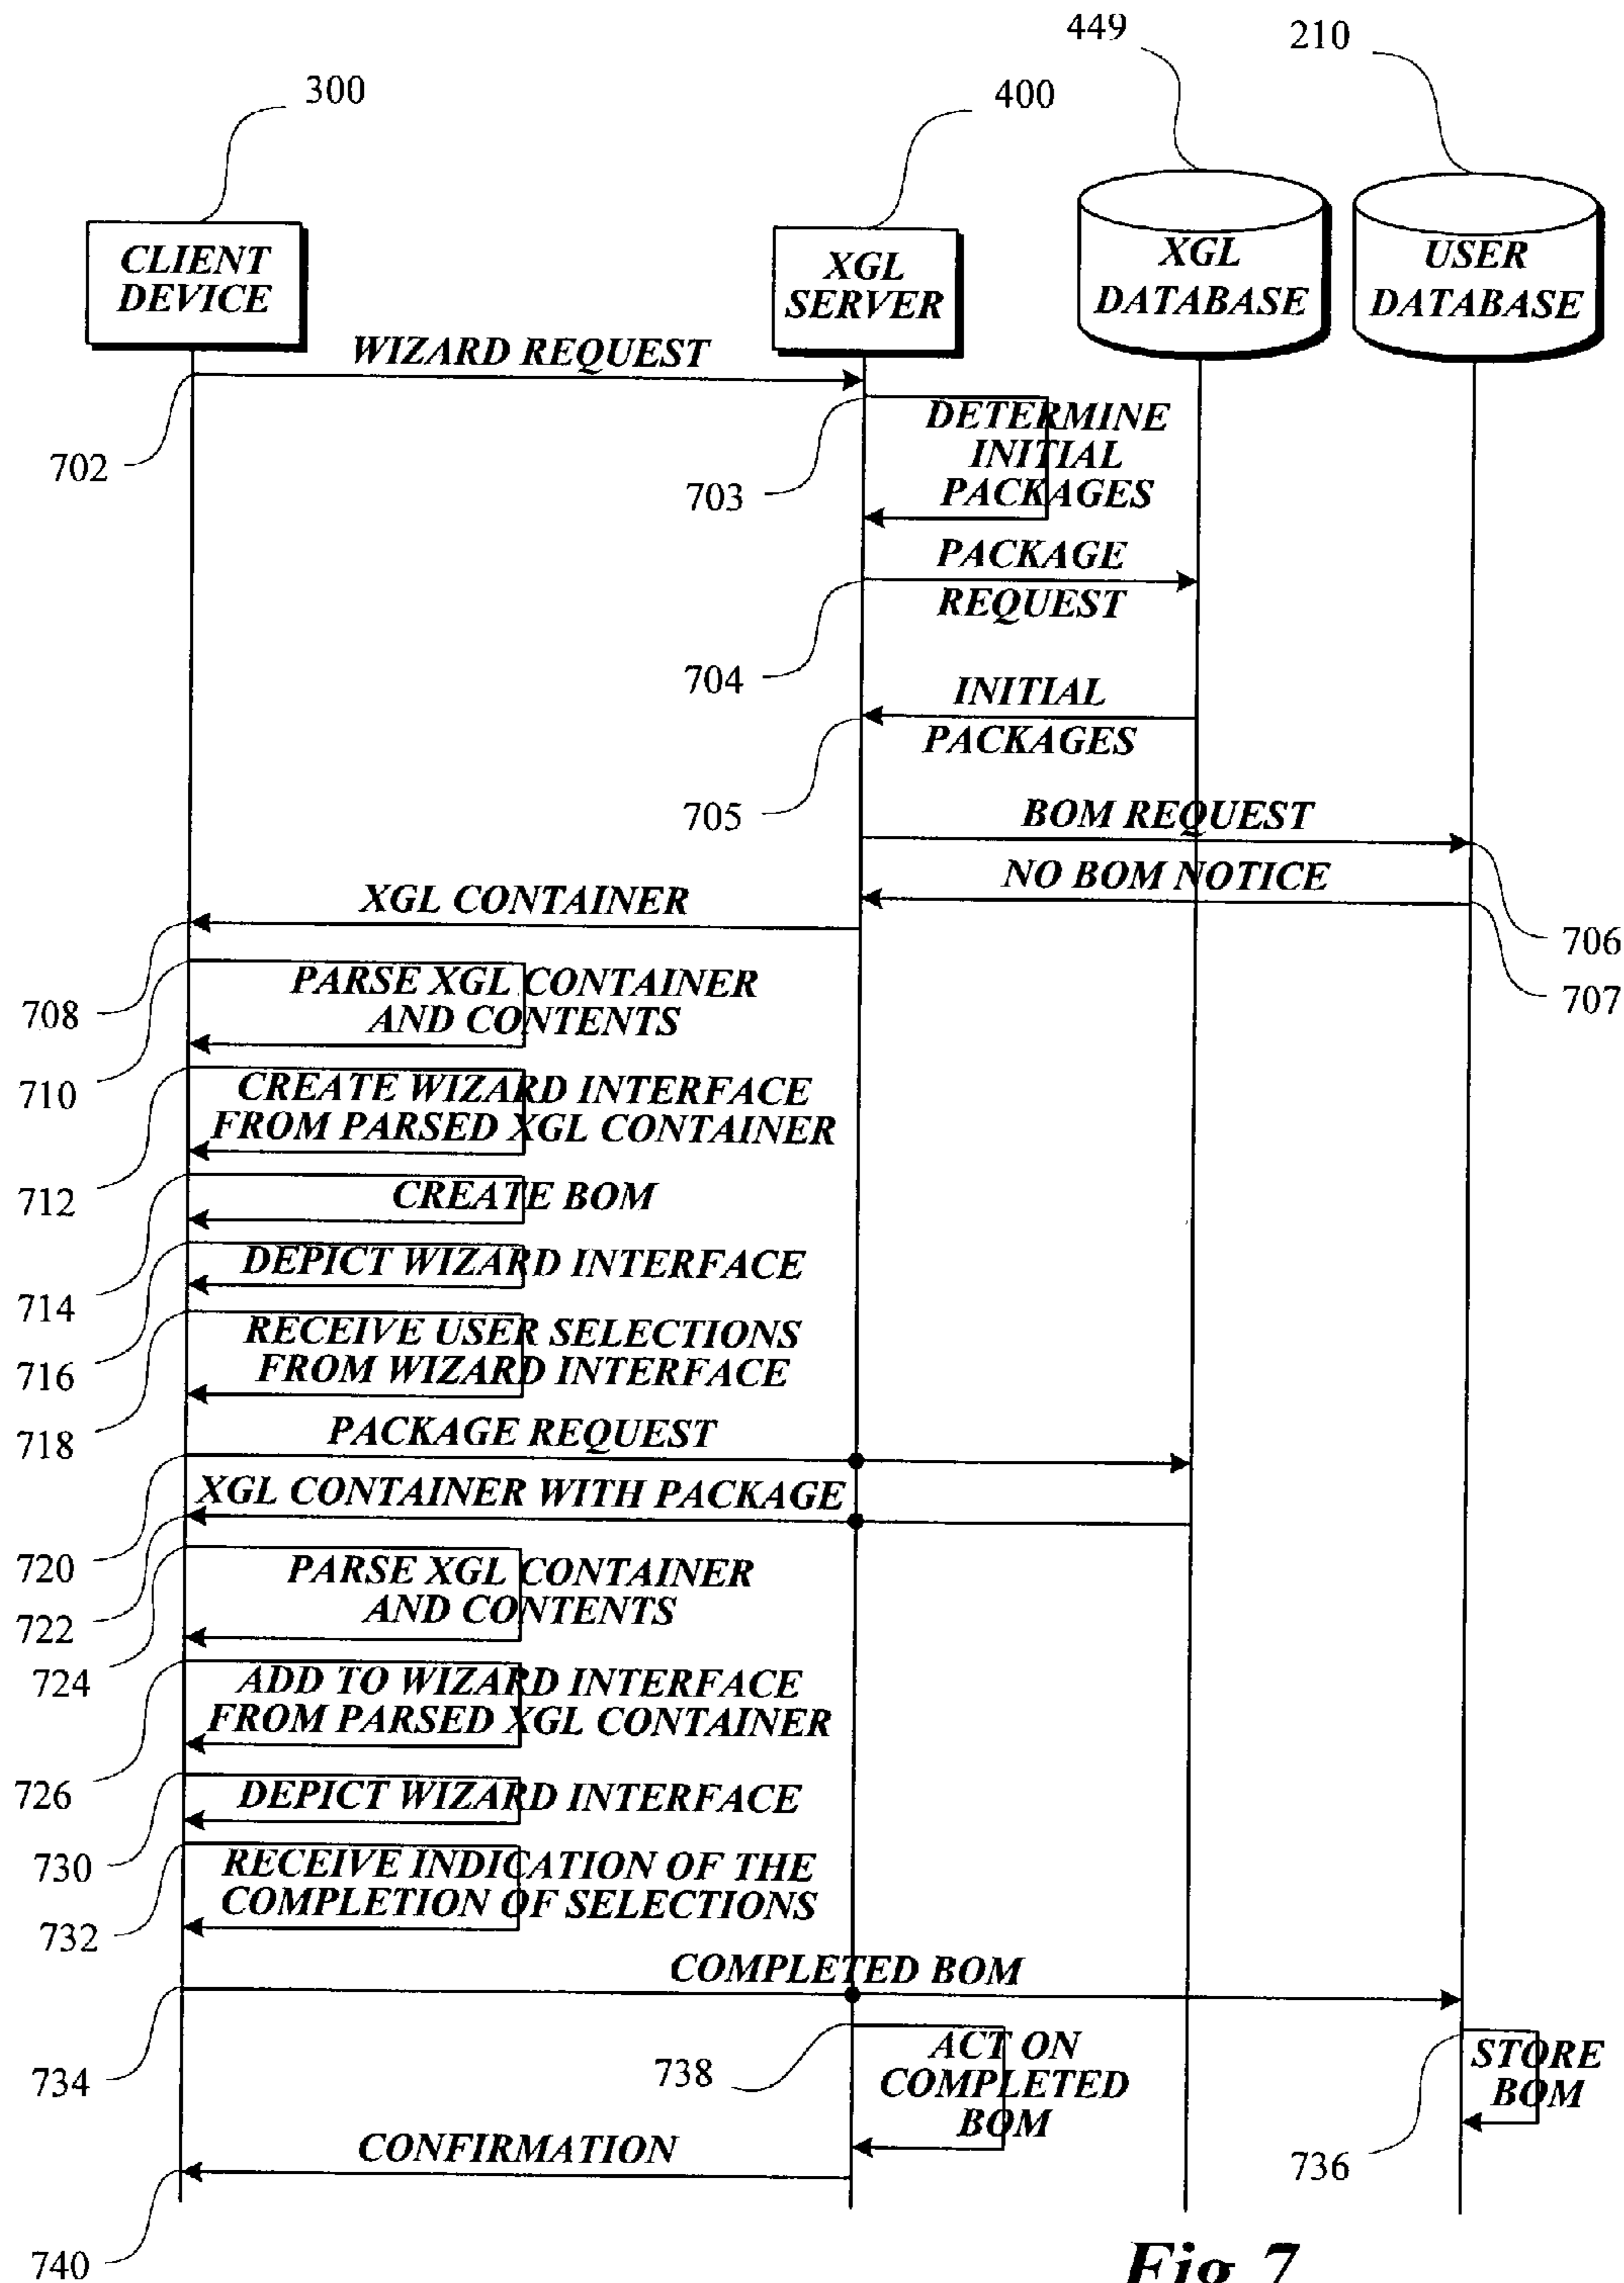 449
210
300
400
CLIENT
DEVICE
XGL
SERVER
XGL
DATABASE
USER
DATABASE
WIZARD REQUEST
702
DETERMINE
INITIAL
PACKAGES
703
PACKAGE
REQUEST
704
INITIAL
PACKAGES
705
BOM REQUEST
NO BOM NOTICE
706
707
XGL CONTAINER
708
PARSE XGL CONTAINER
AND CONTENTS
710
CREATE WIZARD INTERFACE
FROM PARSED XGL CONTAINER
712
CREATE BOM
714
DEPICT WIZARD INTERFACE
716
RECEIVE USER SELECTIONS
FROM WIZARD INTERFACE
718
PACKAGE REQUEST
720
XGL CONTAINER WITH PACKAGE
722
PARSE XGL CONTAINER
AND CONTENTS
724
ADD TO WIZARD INTERFACE
FROM PARSED XGL CONTAINER
726
DEPICT WIZARD INTERFACE
730
RECEIVE INDICATION OF THE
COMPLETION OF SELECTIONS
732
COMPLETED BOM
734
738
ACT ON
COMPLETED
BOM
STORE
BOM
736
CONFIRMATION
740
Fig. 7